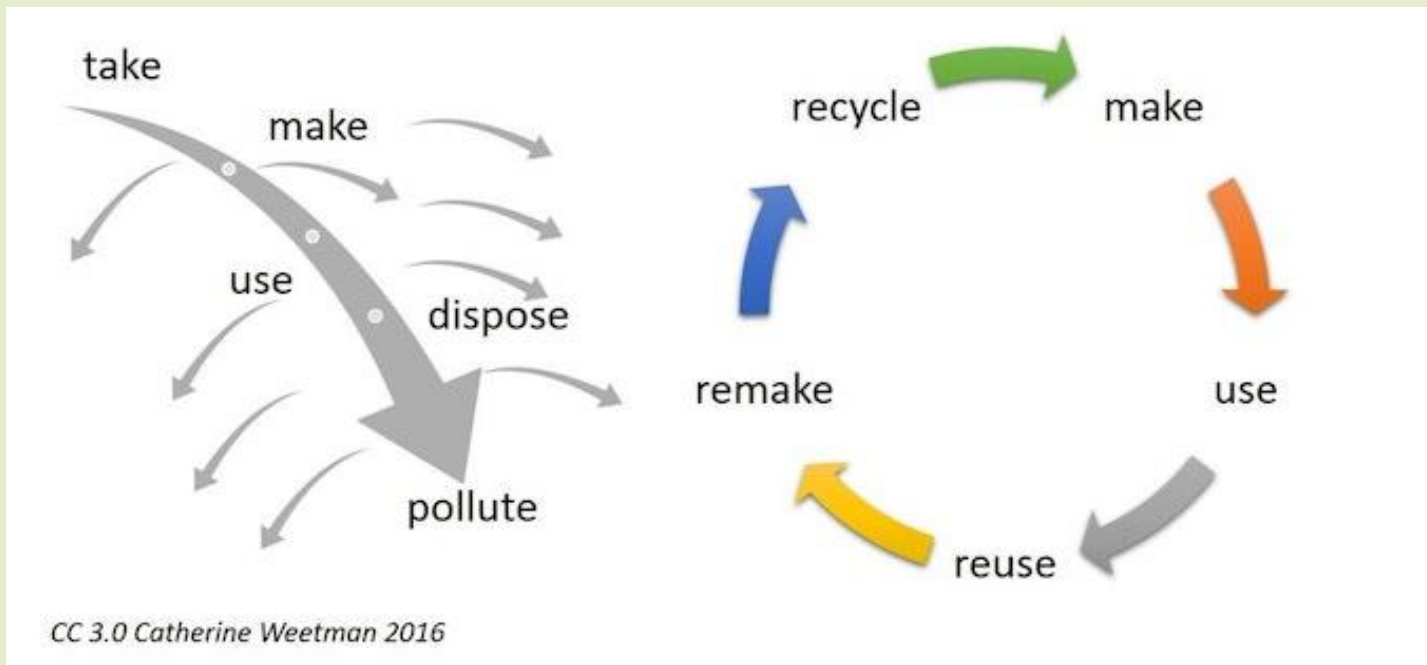 take
make
use
dispose
pollute
recycle
make
use
reuse
remake
CC 3.0 Catherine Weetman 2016